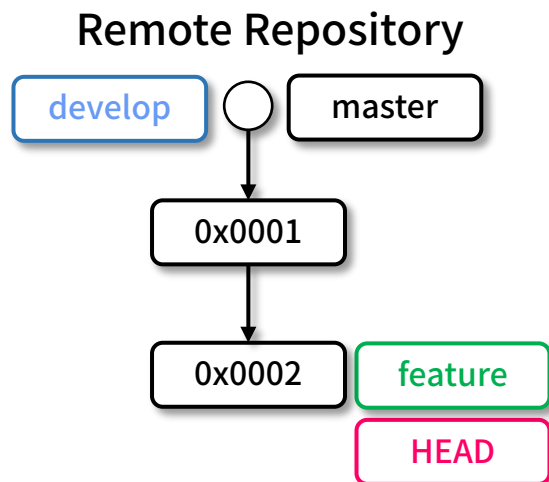 Remote Repository
develop
master
0x0001
0x0002
feature
HEAD